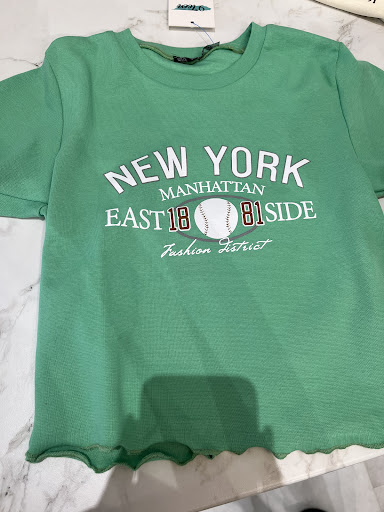 NEW YORK
MANHATTAN
EAST 18 81 SIDE
Fashion District